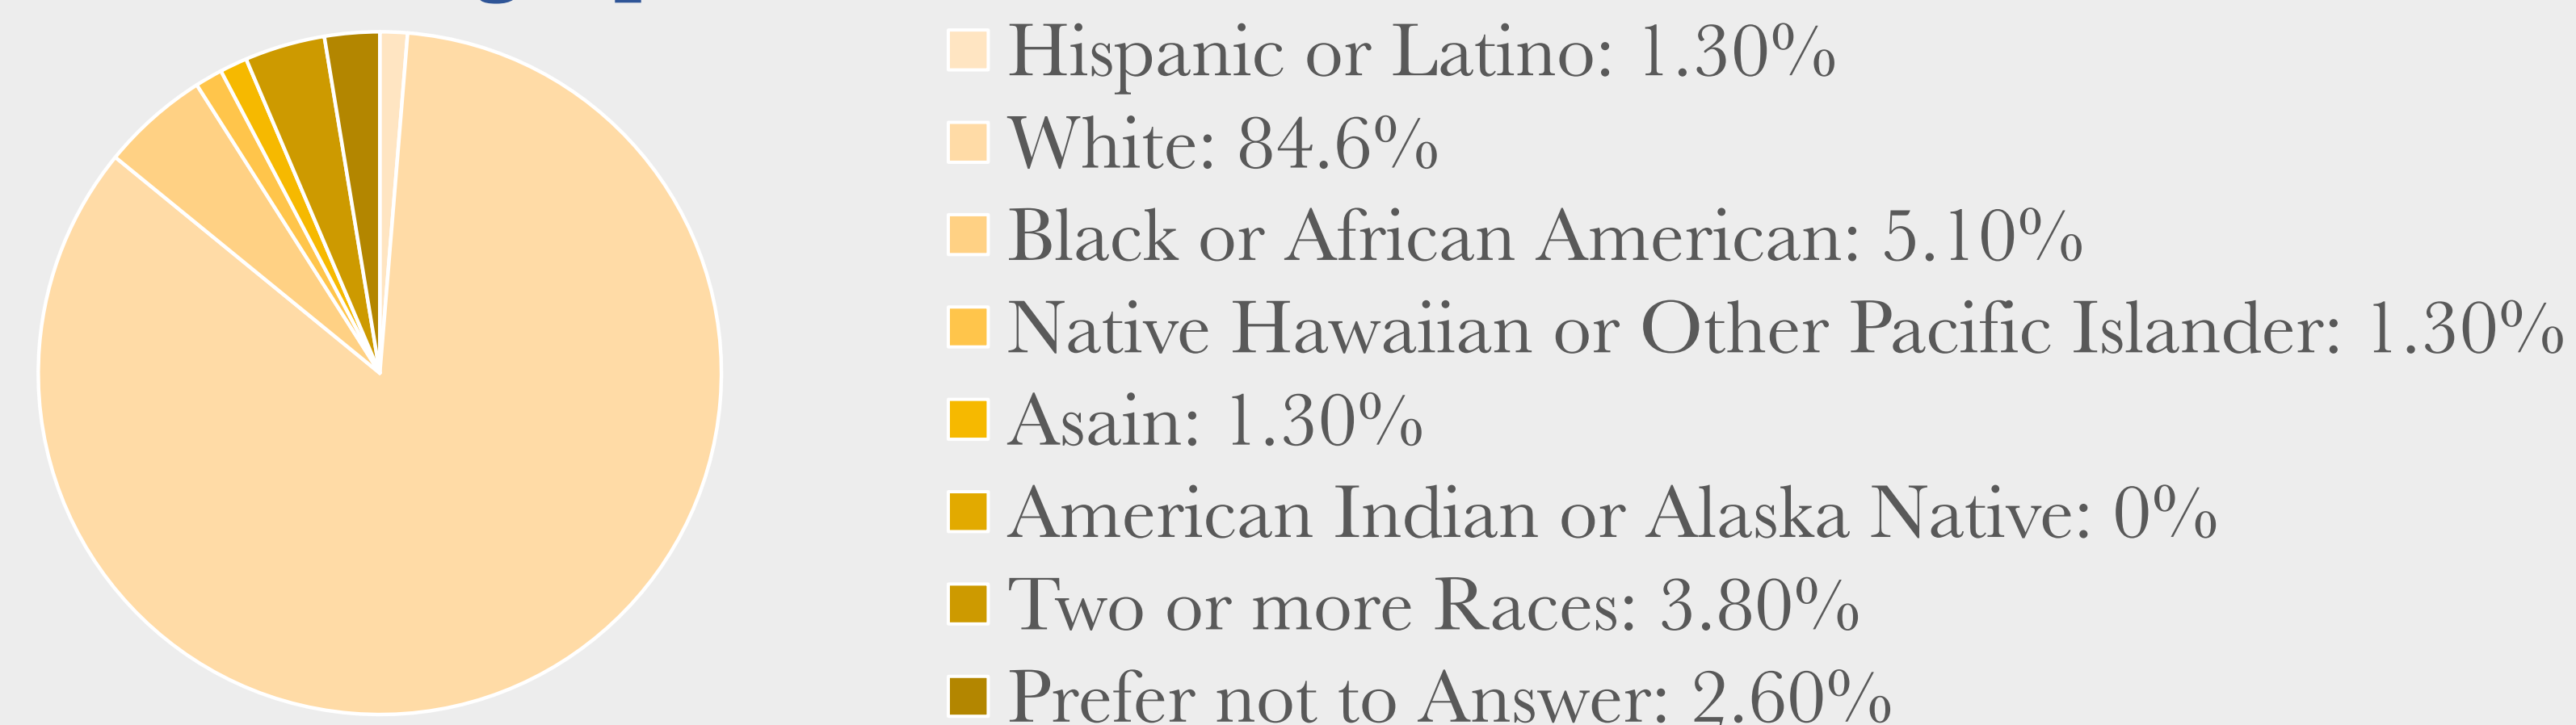 Hispanic or Latino: 1.30%
White: 84.6%
Black or African American: 5.10%
Native Hawaiian or Other Pacific Islander: 1.30%
Asain: 1.30%
American Indian or Alaska Native: 0%
Two or more Races: 3.80%
Prefer not to Answer: 2.60%